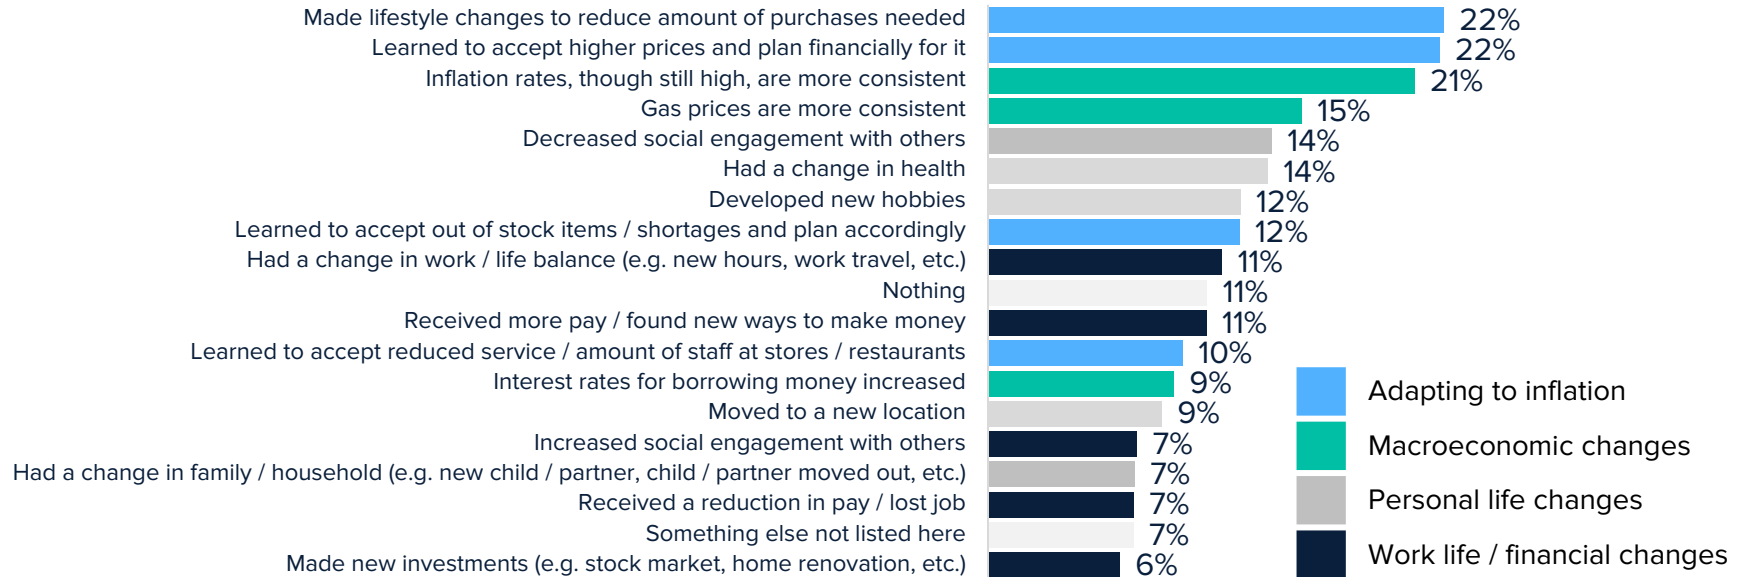 Made lifestyle changes to reduce amount of purchases needed 22%
Learned to accept higher prices and plan financially for it 22%
Inflation rates, though still high, are more consistent 21%
Gas prices are more consistent 15%
Decreased social engagement with others 14%
Had a change in health 14%
Developed new hobbies 12%
Learned to accept out of stock items / shortages and plan accordingly 12%
Had a change in work / life balance (e.g. new hours, work travel, etc.) 11%
Nothing 11%
Received more pay / found new ways to make money 11%
Learned to accept reduced service / amount of staff at stores / restaurants 10%
Interest rates for borrowing money increased 9%
Moved to a new location 9%
Increased social engagement with others 7%
Had a change in family / household (e.g. new child / partner, child / partner moved out, etc.) 7%
Received a reduction in pay / lost job 7%
Something else not listed here 7%
Made new investments (e.g. stock market, home renovation, etc.) 6%
Adapting to inflation
Macroeconomic changes
Personal life changes
Work life / financial changes